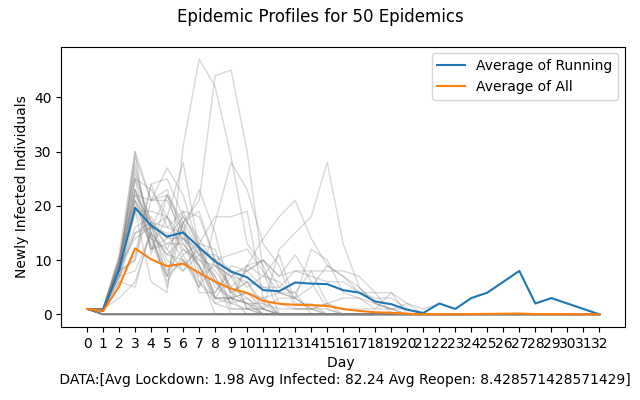 Epidemic Profiles for 50 Epidemics
Average of Running
Average of All
Newly Infected Individuals
40
30
20
10
0
0 1 2 3 4 5 6 7 8 9 10 11 12 13 14 15 16 17 18 19 20 21 22 23 24 25 26 27 28 29 30 31 32
Day
DATA:[Avg Lockdown: 1.98 Avg Infected: 82.24 Avg Reopen: 8.428571428571429]